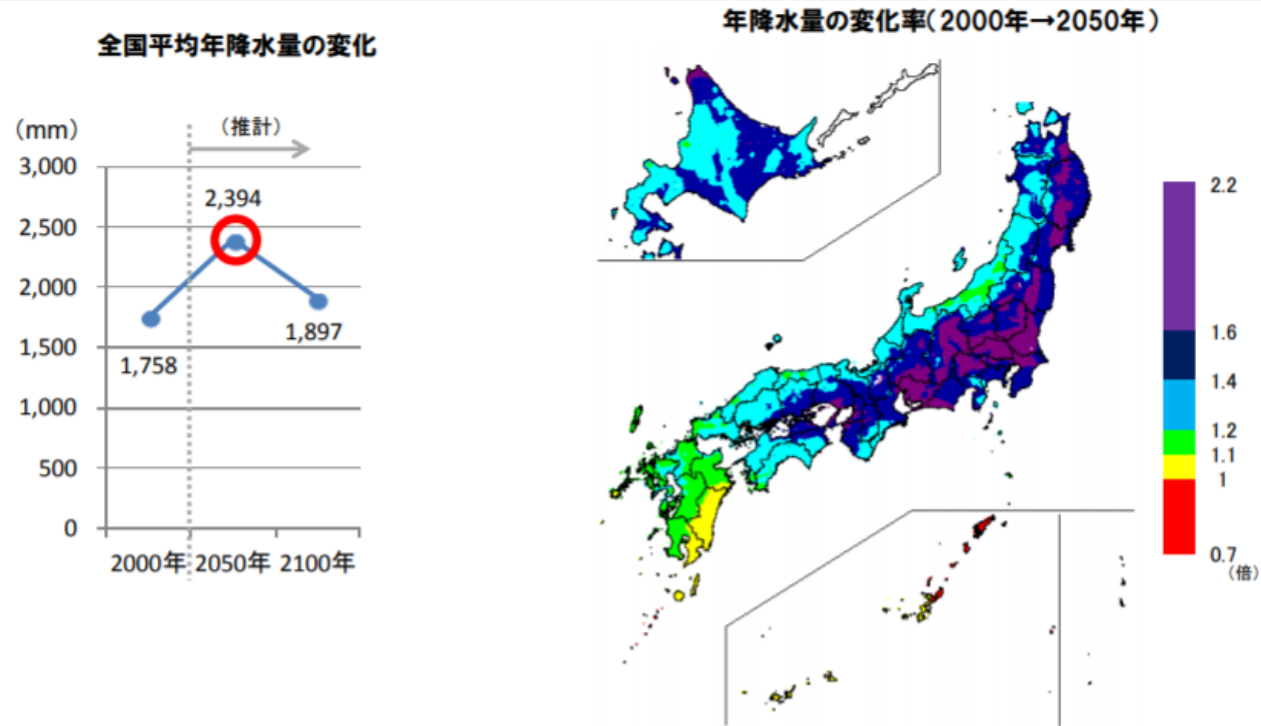 全国平均年降水量の変化
(mm)
(推計)
3,000
2,500
2,000
1,500
1,000
500
0
2,394
1,758
1,897
2000年
2050年
2100年
年降水量の変化率(2000年→2050年)
2.2
1.6
1.4
1.2
1.1
1
0.7
(倍)